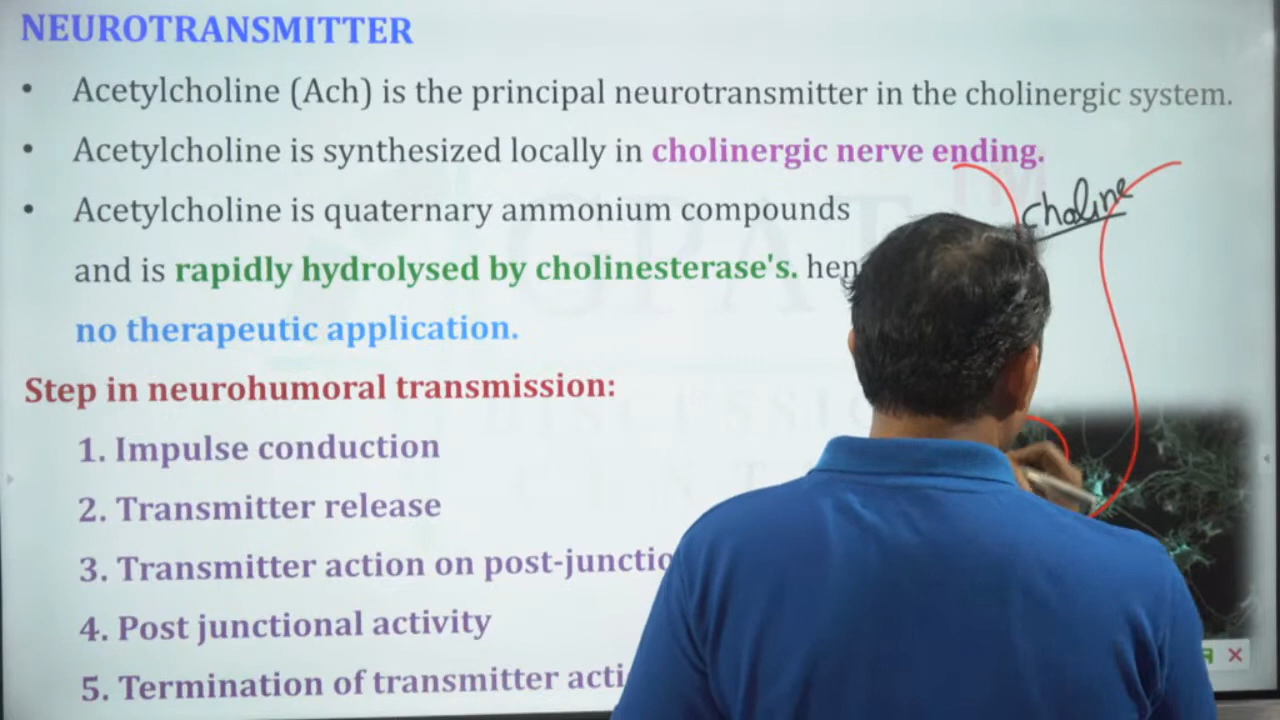 NEUROTRANSMITTER
• Acetylcholine (Ach) is the principal neurotransmitter in the cholinergic system.
• Acetylcholine is synthesized locally in cholinergic nerve ending.
• Acetylcholine is quaternary ammonium compounds
and is rapidly hydrolysed by cholinesterase's. hen
no therapeutic application.
choline
Step in neurohumoral transmission:
1. Impulse conduction
2. Transmitter release
3. Transmitter action on post-junctio
4. Post junctional activity
5. Termination of transmitter acti